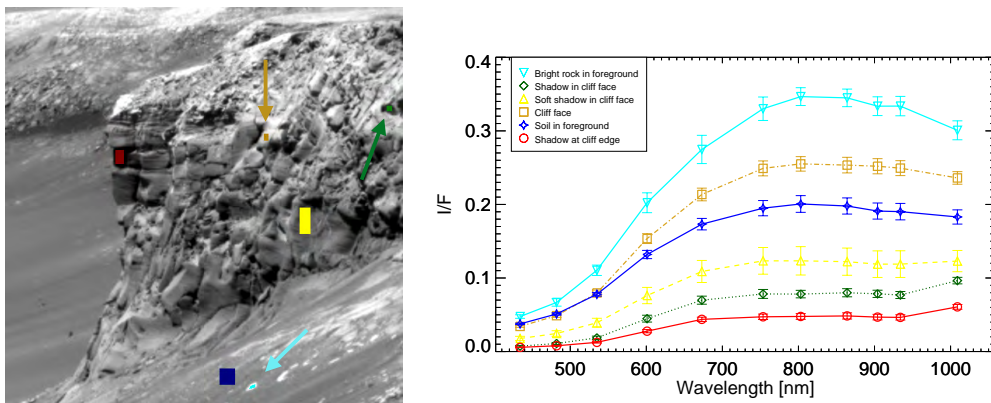 0.4
0.3
0.2
0.1
0.0
I/F
Bright rock in foreground
Shadow in cliff face
Soft shadow in cliff face
Cliff face
Soil in foreground
Shadow at cliff edge
500 600 700 800 900 1000
Wavelength [nm]